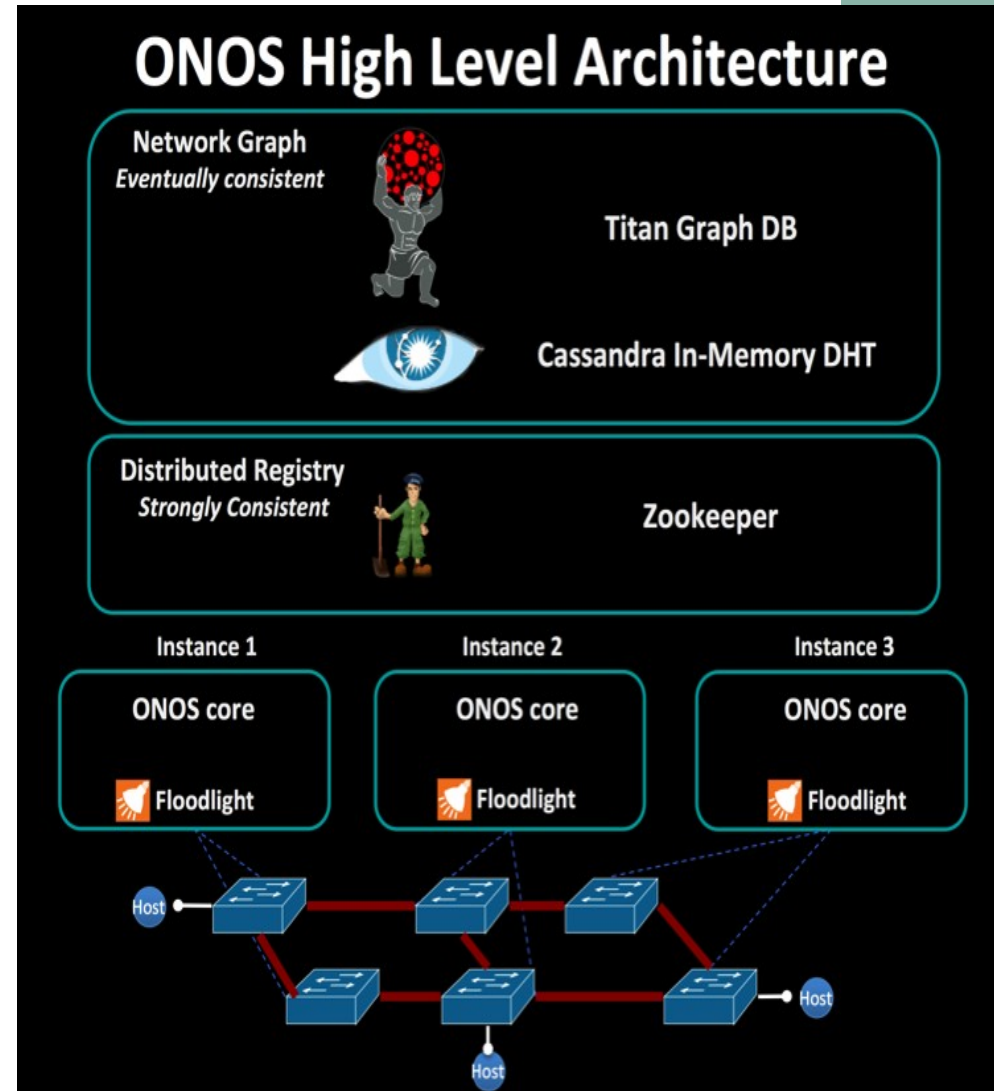 ONOS High Level Architecture
Network Graph
Eventually consistent
Titan Graph DB
Cassandra In-Memory DHT
Distributed Registry
Strongly Consistent
Zookeeper
Instance 1
Instance 2
Instance 3
ONOS core
ONOS core
ONOS core
Floodlight
Floodlight
Floodlight
Host
Host
Host